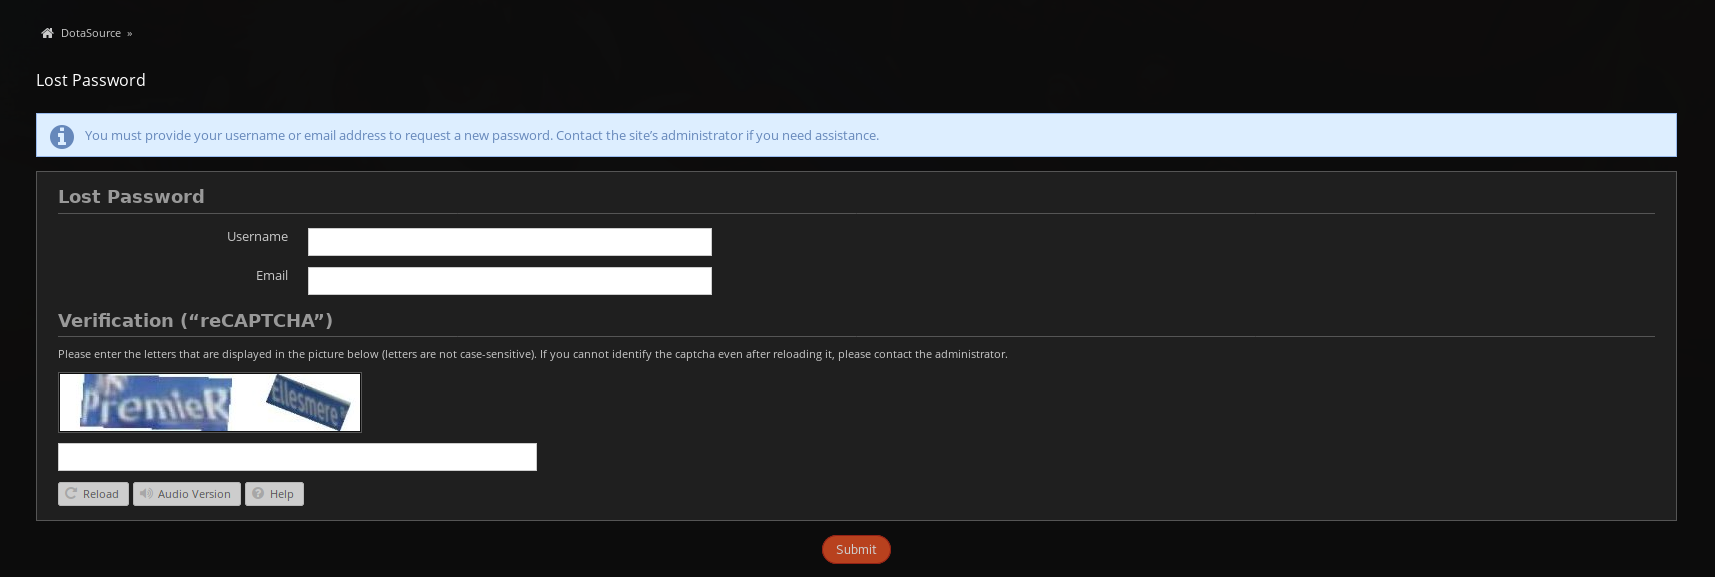 DotaSource »
Lost Password
You must provide your username or email address to request a new password. Contact the site’s administrator if you need assistance.
Lost Password
Username
Email
Verification (“reCAPTCHA”)
Please enter the letters that are displayed in the picture below (letters are not case-sensitive). If you cannot identify the captcha even after reloading it, please contact the administrator.
PremieR Ellesmere
Reload Audio Version Help
Submit